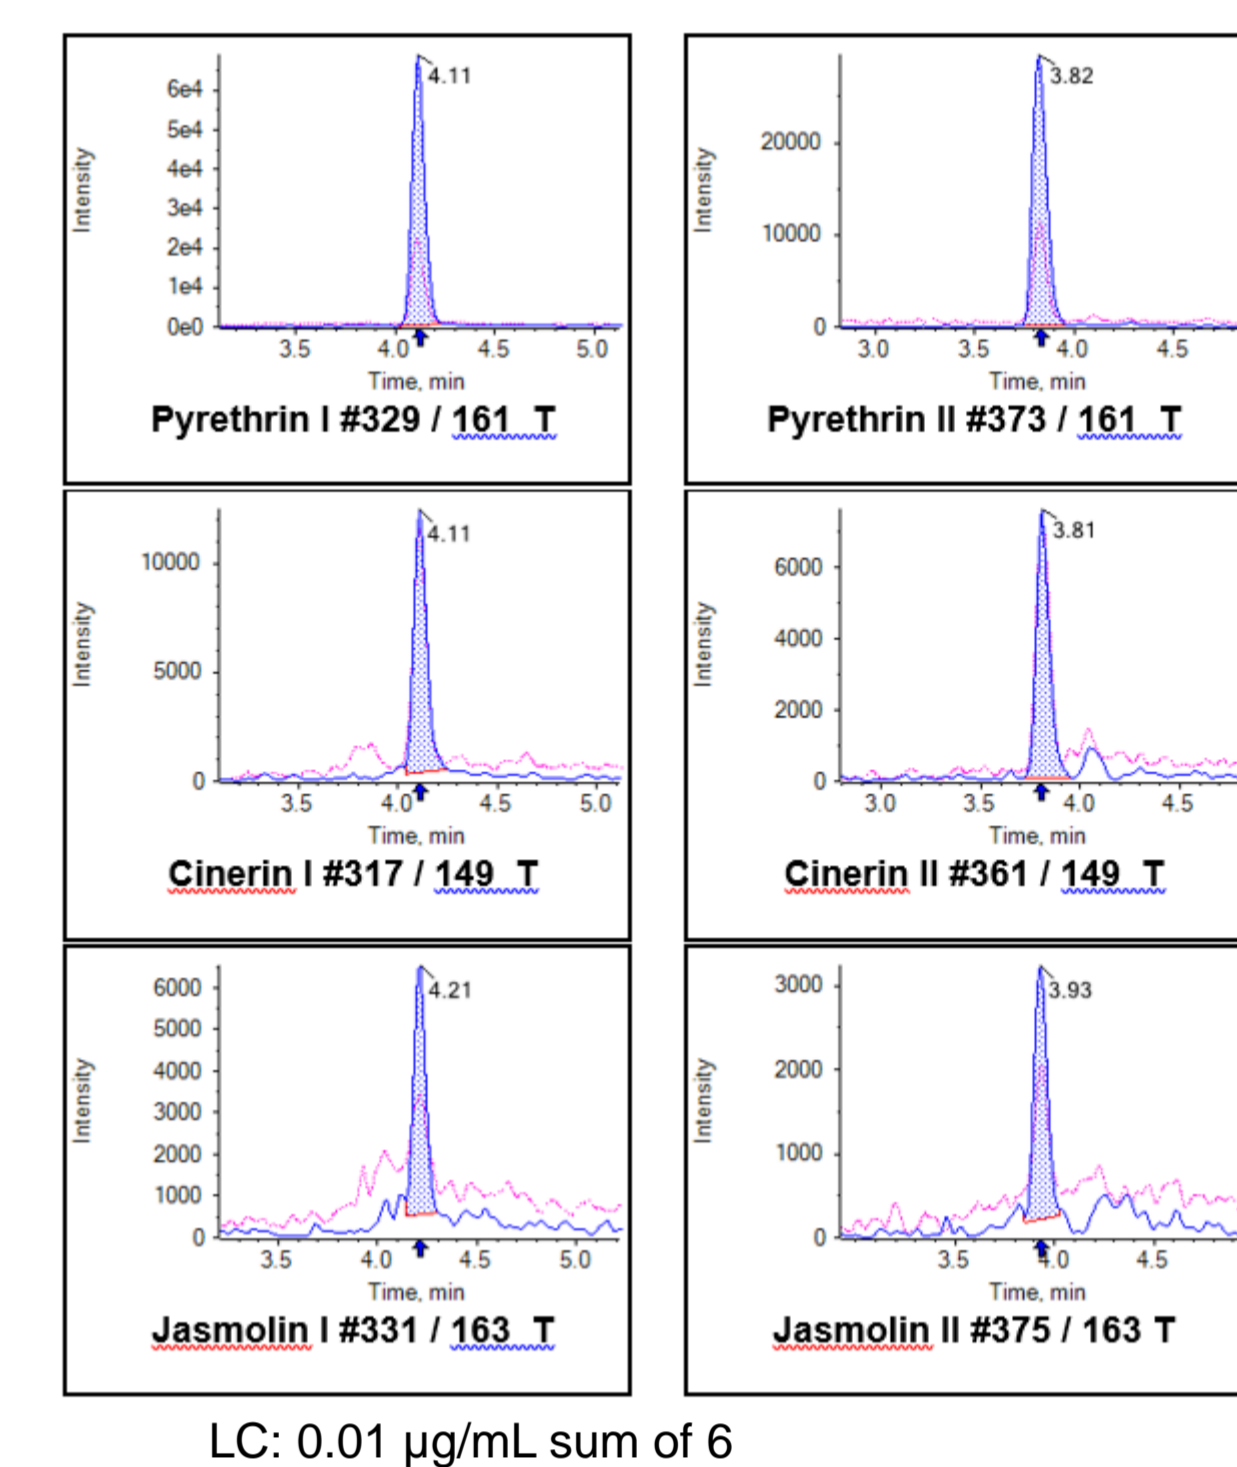 6e4
5e4
4e4
3e4
2e4
1e4
0e0
Intensity
4.11
3.5 4.0 4.5 5.0
Time, min
Pyrethrin I #329 / 161 T
20000
10000
0
Intensity
3.82
3.0 3.5 4.0 4.5
Time, min
Pyrethrin II #373 / 161 T
10000
5000
0
Intensity
4.11
3.5 4.0 4.5 5.0
Time, min
Cinerin I #317 / 149 T
6000
4000
2000
0
Intensity
3.81
3.0 3.5 4.0 4.5
Time, min
Cinerin II #361 / 149 T
6000
5000
4000
3000
2000
1000
0
Intensity
4.21
3.5 4.0 4.5 5.0
Time, min
Jasmolin I #331 / 163 T
3000
2000
1000
0
Intensity
3.93
3.5 4.0 4.5
Time, min
Jasmolin II #375 / 163 T
LC: 0.01 µg/mL sum of 6